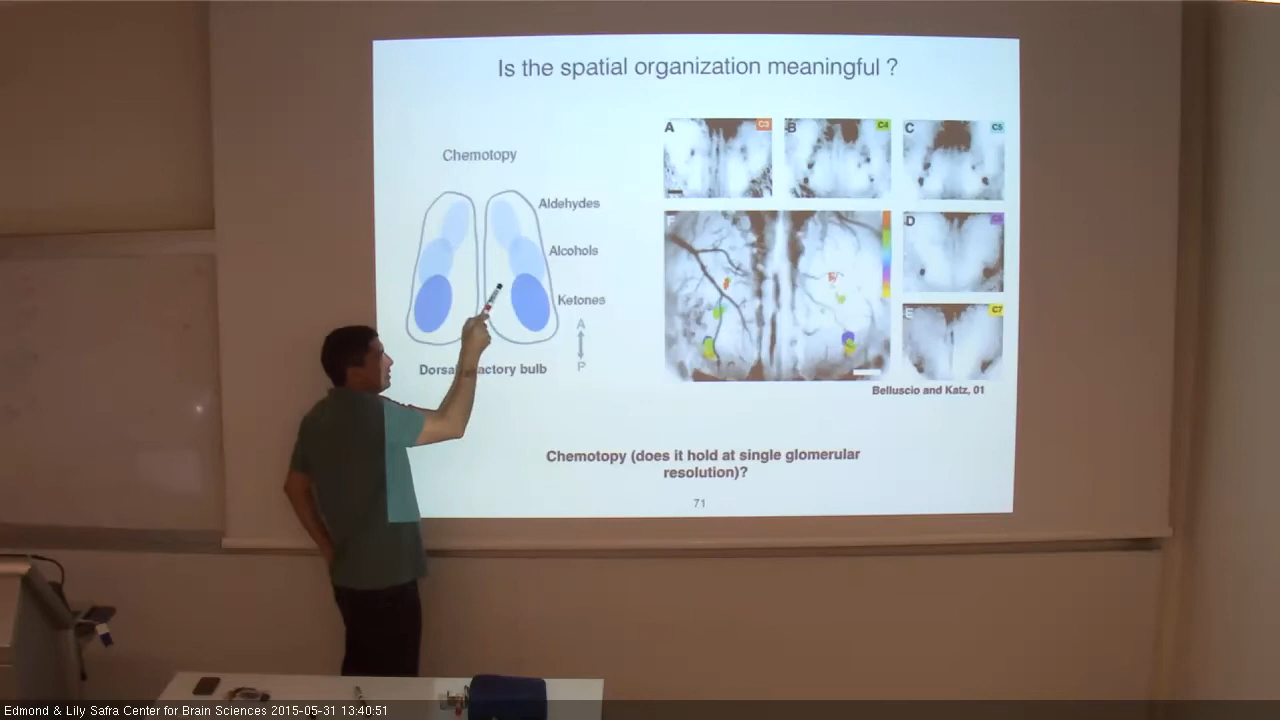 Is the spatial organization meaningful ?
Chemotopy
Aldehydes
Alcohols
Ketones
A
P
Dorsal actory bulb
A
C3
B
C4
C
C5
D
E
C7
F
Belluscio and Katz, 01
Chemotopy (does it hold at single glomerular
resolution)?
71
Edmond & Lily Safra Center for Brain Sciences 2015-05-31 13:40:51